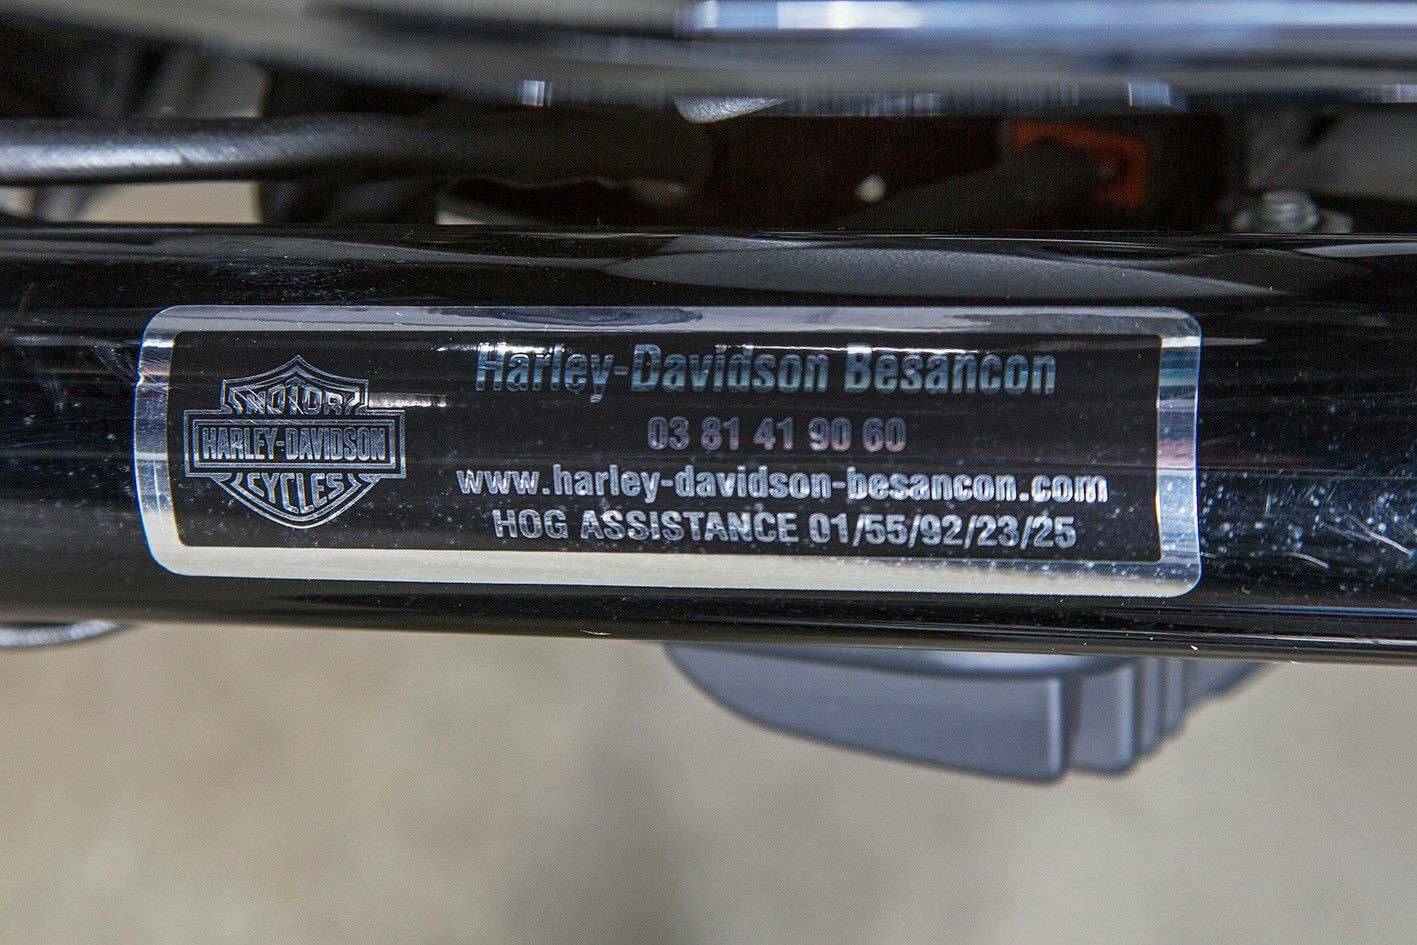 MOTOR
HARLEY-DAVIDSON
CYCLES
Harley-Davidson Besancon
03 81 41 90 60
www.harley-davidson-besancon.com
HOG ASSISTANCE 01/55/92/23/25